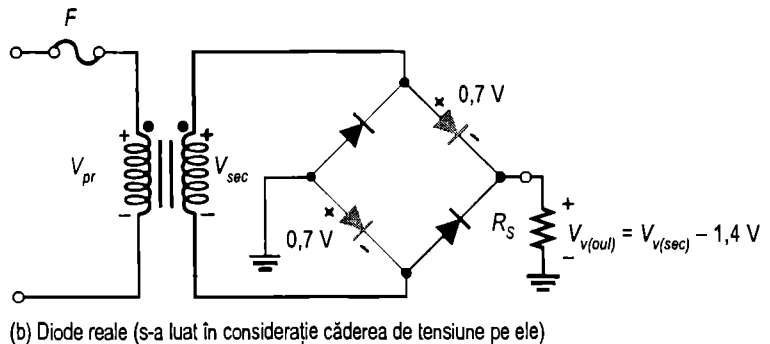 F
0,7 V
V_pr
V_sec
0,7 V
R_S
V_v(oul) = V_v(sec) – 1,4 V
(b) Diode reale (s-a luat în considerație căderea de tensiune pe ele)